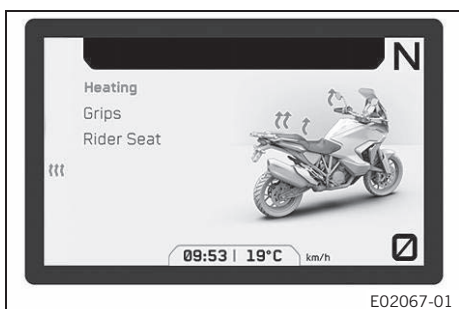 N
Heating
Grips
Rider Seat
09:53 | 19°C km/h
0
E02067-01